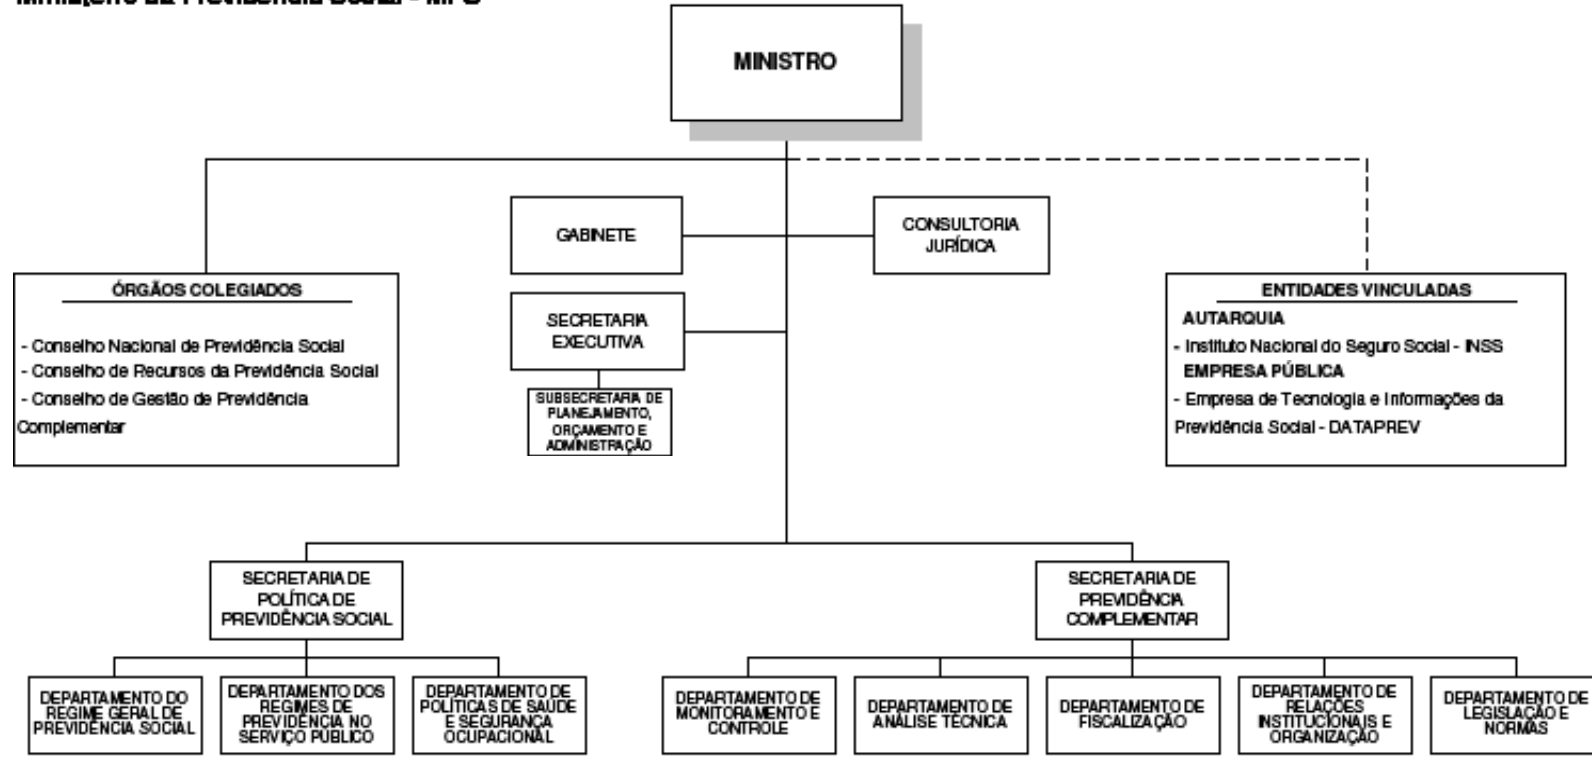 MINISTRO
GABINETE
CONSULTORIA
JURÍDICA
ÓRGÃOS COLEGIADOS
- Conselho Nacional de Previdência Social
- Conselho de Recursos da Previdência Social
- Conselho de Gestão de Previdência
Complementar
SECRETARIA
EXECUTIVA
SUBSECRETARIA DE
PLANEJAMENTO,
ORÇAMENTO E
ADMINISTRAÇÃO
ENTIDADES VINCULADAS
AUTARQUIA
- Instituto Nacional do Seguro Social - INSS
EMPRESA PÚBLICA
- Empresa de Tecnologia e Informações da
Previdência Social - DATAPREV
SECRETARIA DE
POLÍTICA DE
PREVIDÊNCIA SOCIAL
SECRETARIA DE
PREVIDÊNCIA
COMPLEMENTAR
DEPARTAMENTO DO
REGIME GERAL DE
PREVIDÊNCIA SOCIAL
DEPARTAMENTO DOS
REGIMES DE
PREVIDÊNCIA NO
SERVIÇO PÚBLICO
DEPARTAMENTO DE
POLÍTICAS DE SAÚDE
E SEGURANÇA
OCUPACIONAL
DEPARTAMENTO DE
MONITORAMENTO E
CONTROLE
DEPARTAMENTO DE
ANÁLISE TÉCNICA
DEPARTAMENTO DE
FISCALIZAÇÃO
DEPARTAMENTO DE
RELAÇÕES
INSTITUCIONAIS E
ORGANIZAÇÃO
DEPARTAMENTO DE
LEGISLAÇÃO E
NORMAS